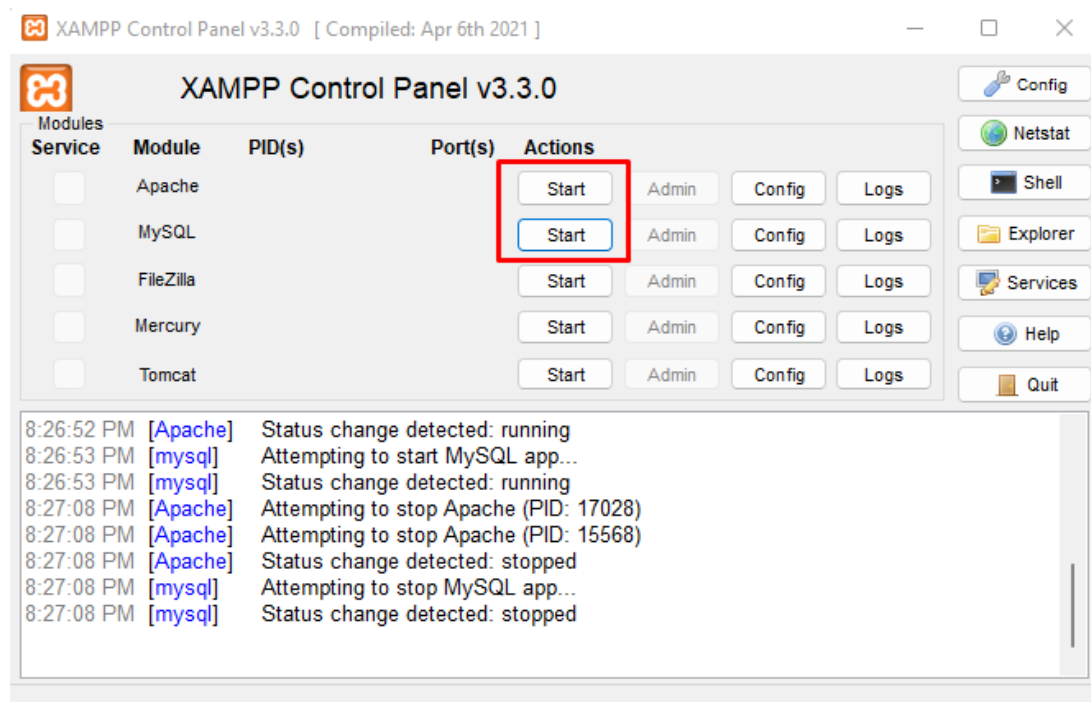 XAMPP Control Panel v3.3.0 [ Compiled: Apr 6th 2021 ]
XAMPP Control Panel v3.3.0
Config
Modules
Netstat
Service Module PID(s) Port(s) Actions
Apache Start Admin Config Logs
Shell
MySQL Start Admin Config Logs
Explorer
FileZilla Start Admin Config Logs
Services
Mercury Start Admin Config Logs
Help
Tomcat Start Admin Config Logs
Quit
8:26:52 PM [Apache] Status change detected: running
8:26:53 PM [mysql] Attempting to start MySQL app...
8:26:53 PM [mysql] Status change detected: running
8:27:08 PM [Apache] Attempting to stop Apache (PID: 17028)
8:27:08 PM [Apache] Attempting to stop Apache (PID: 15568)
8:27:08 PM [Apache] Status change detected: stopped
8:27:08 PM [mysql] Attempting to stop MySQL app...
8:27:08 PM [mysql] Status change detected: stopped